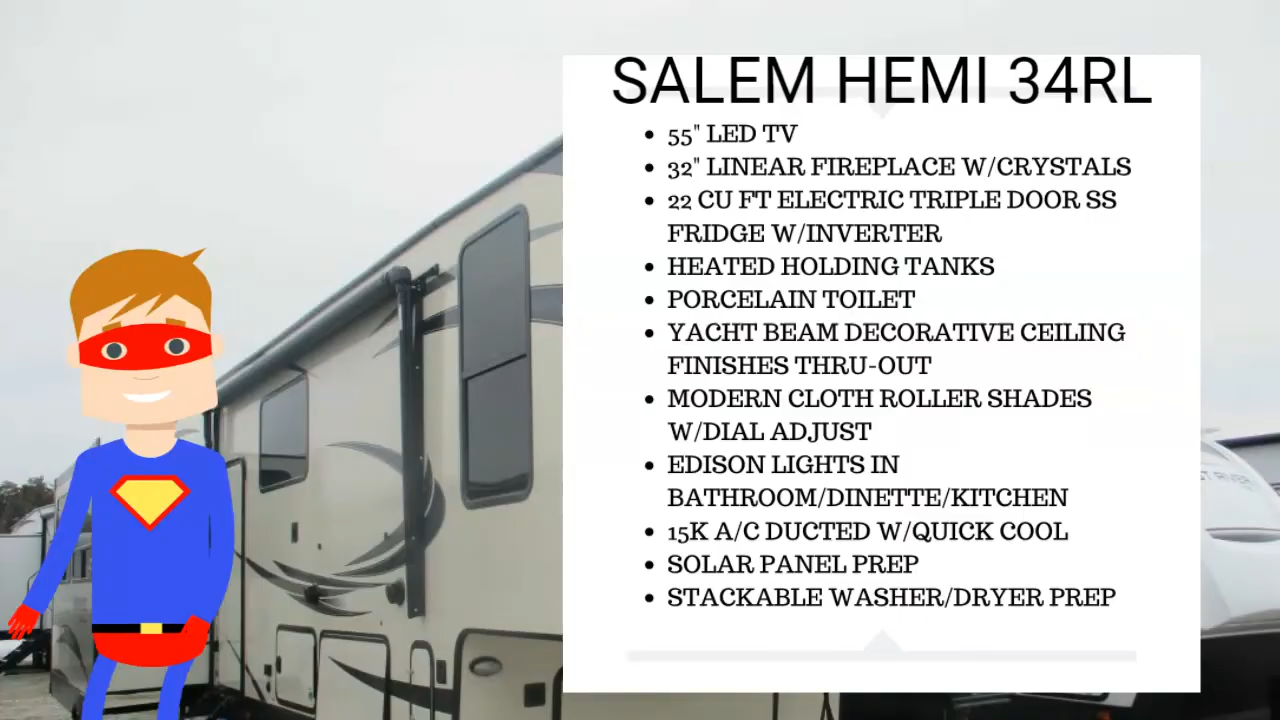 SALEM HEMI 34RL
• 55" LED TV
• 32" LINEAR FIREPLACE W/CRYSTALS
• 22 CU FT ELECTRIC TRIPLE DOOR SS
FRIDGE W/INVERTER
• HEATED HOLDING TANKS
• PORCELAIN TOILET
• YACHT BEAM DECORATIVE CEILING
FINISHES THRU-OUT
• MODERN CLOTH ROLLER SHADES
W/DIAL ADJUST
• EDISON LIGHTS IN
BATHROOM/DINETTE/KITCHEN
• 15K A/C DUCTED W/QUICK COOL
• SOLAR PANEL PREP
• STACKABLE WASHER/DRYER PREP